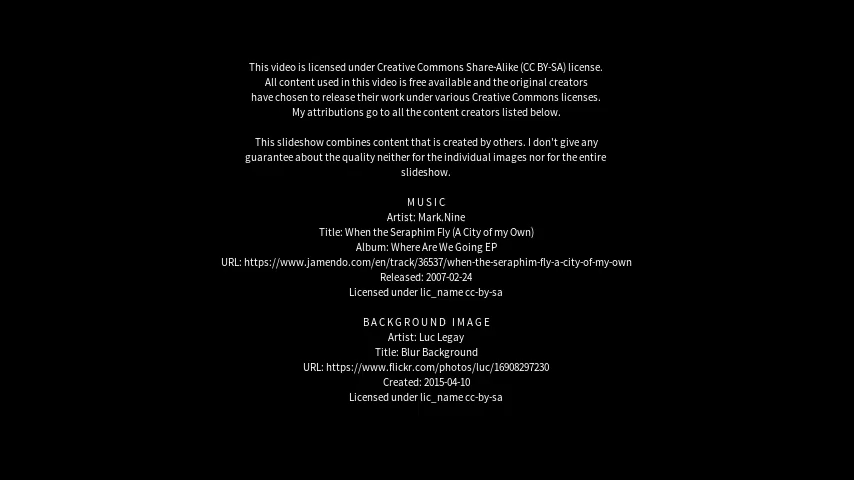 This video is licensed under Creative Commons Share-Alike (CC BY-SA) license.
All content used in this video is free available and the original creators
have chosen to release their work under various Creative Commons licenses.
My attributions go to all the content creators listed below.
This slideshow combines content that is created by others. I don't give any
guarantee about the quality neither for the individual images nor for the entire
slideshow.
MUSIC
Artist: Mark.Nine
Title: When the Seraphim Fly (A City of my Own)
Album: Where Are We Going EP
URL: https://www.jamendo.com/en/track/36537/when-the-seraphim-fly-a-city-of-my-own
Released: 2007-02-24
Licensed under lic_name cc-by-sa
BACKGROUND IMAGE
Artist: Luc Legay
Title: Blur Background
URL: https://www.flickr.com/photos/luc/16908297230
Created: 2015-04-10
Licensed under lic_name cc-by-sa